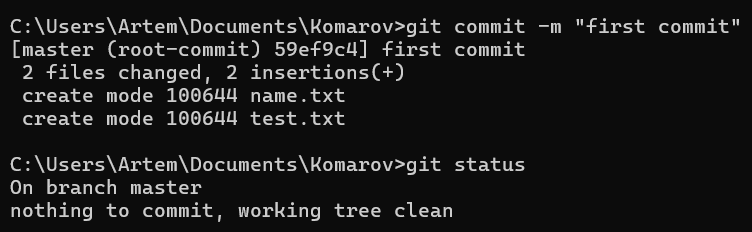 C:\Users\Artem\Documents\Komarov>git commit -m "first commit"
[master (root-commit) 59ef9c4] first commit
 2 files changed, 2 insertions(+)
 create mode 100644 name.txt
 create mode 100644 test.txt

C:\Users\Artem\Documents\Komarov>git status
On branch master
nothing to commit, working tree clean